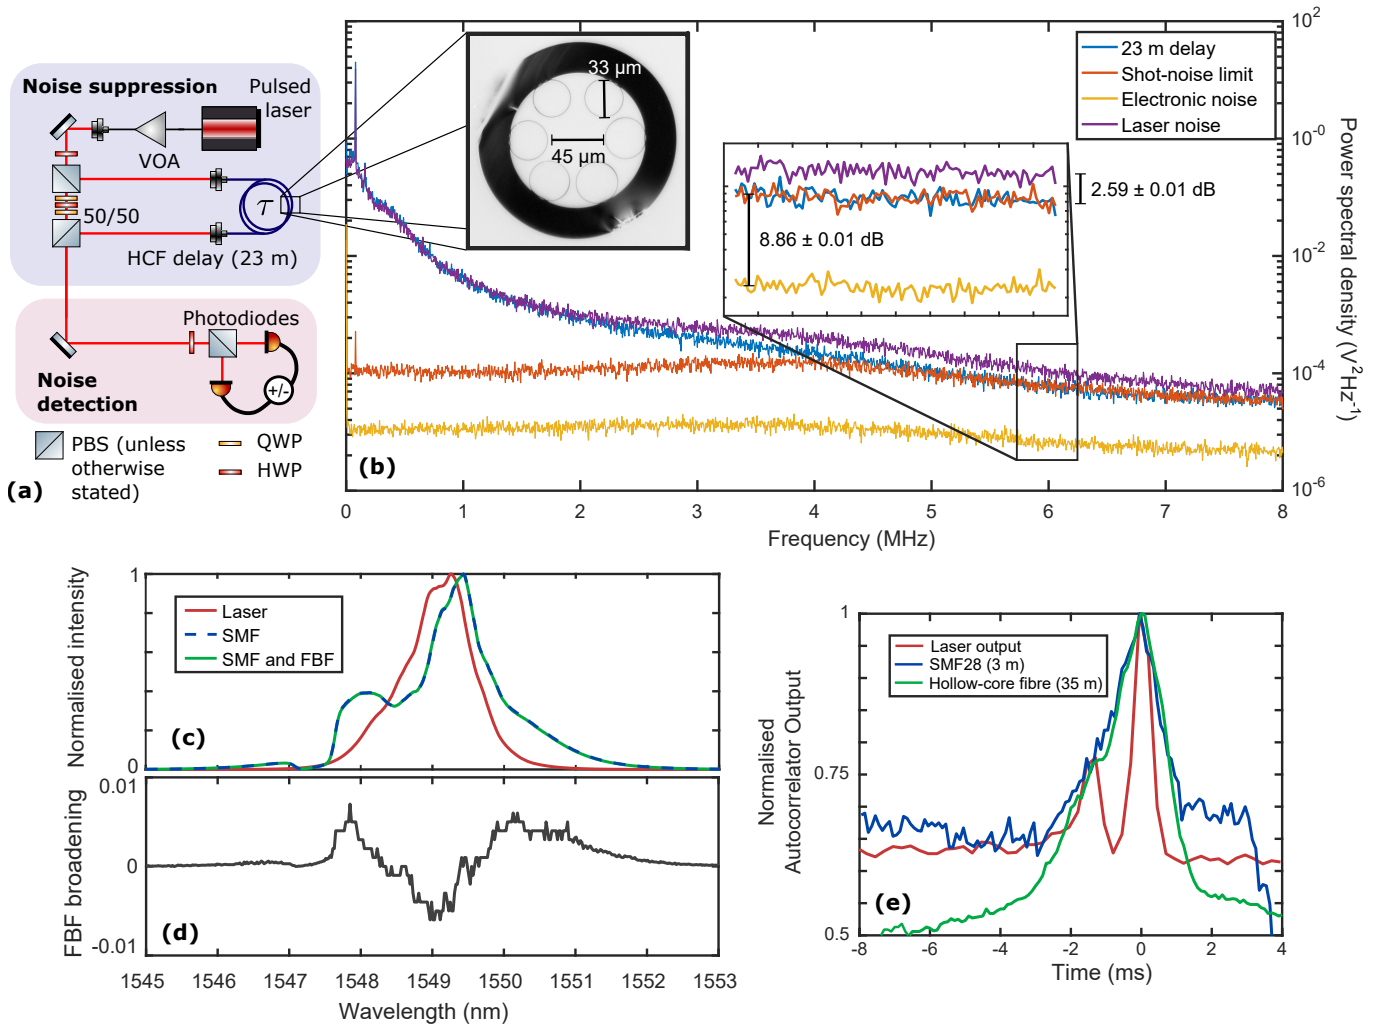 Noise suppression
Pulsed
laser
VOA
50/50
τ
HCF delay (23 m)
Photodiodes
+/-
Noise
detection
PBS (unless
otherwise
stated)
QWP
HWP
(a)
33 µm
45 µm
23 m delay
Shot-noise limit
Electronic noise
Laser noise
8.86 ± 0.01 dB
2.59 ± 0.01 dB
(b)
10^2
10^-0
10^-2
10^-4
10^-6
Power spectral density (V^2Hz^-1)
0 1 2 3 4 5 6 7 8
Frequency (MHz)
1
0
Normalised intensity
Laser
SMF
SMF and FBF
(c)
0.01
0
-0.01
FBF broadening
(d)
1545 1546 1547 1548 1549 1550 1551 1552 1553
Wavelength (nm)
1
0.75
0.5
Normalised
Autocorrelator Output
Laser output
SMF28 (3 m)
Hollow-core fibre (35 m)
(e)
-8 -6 -4 -2 0 2 4
Time (ms)